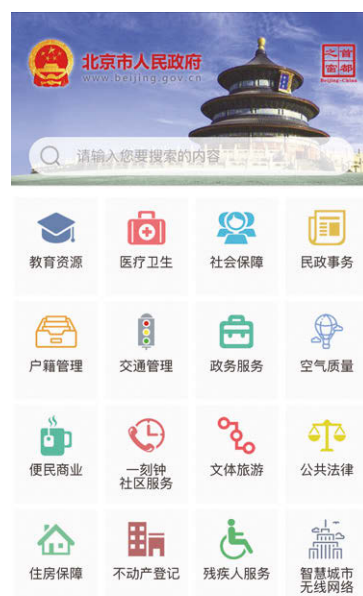 北京市人民政府
www.beijing.gov.cn
首都之窗
Beijing-China
请输入您要搜索的内容
教育资源
医疗卫生
社会保障
民政事务
户籍管理
交通管理
政务服务
空气质量
便民商业
一刻钟
社区服务
文体旅游
公共法律
住房保障
不动产登记
残疾人服务
智慧城市
无线网络